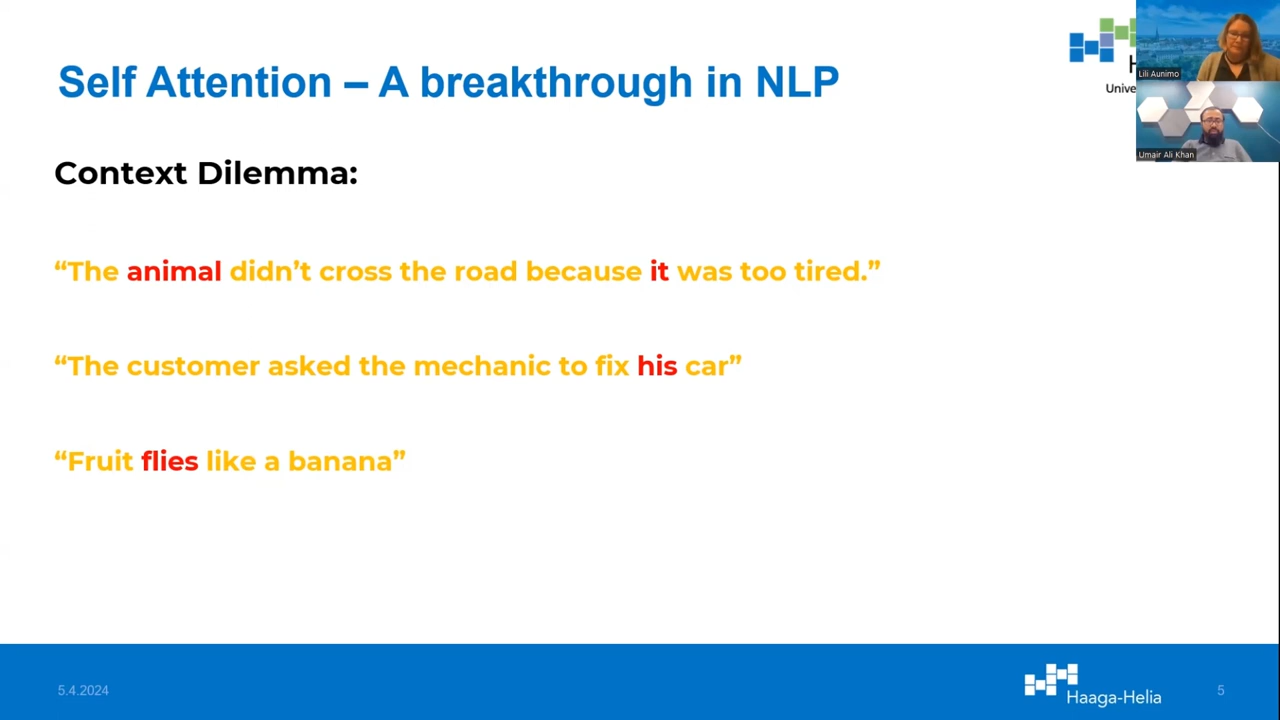 Self Attention – A breakthrough in NLP
Lili Aunimo
Umair Ali Khan
Context Dilemma:
“The animal didn’t cross the road because it was too tired.”
“The customer asked the mechanic to fix his car”
“Fruit flies like a banana”
5.4.2024
Haaga-Helia
5